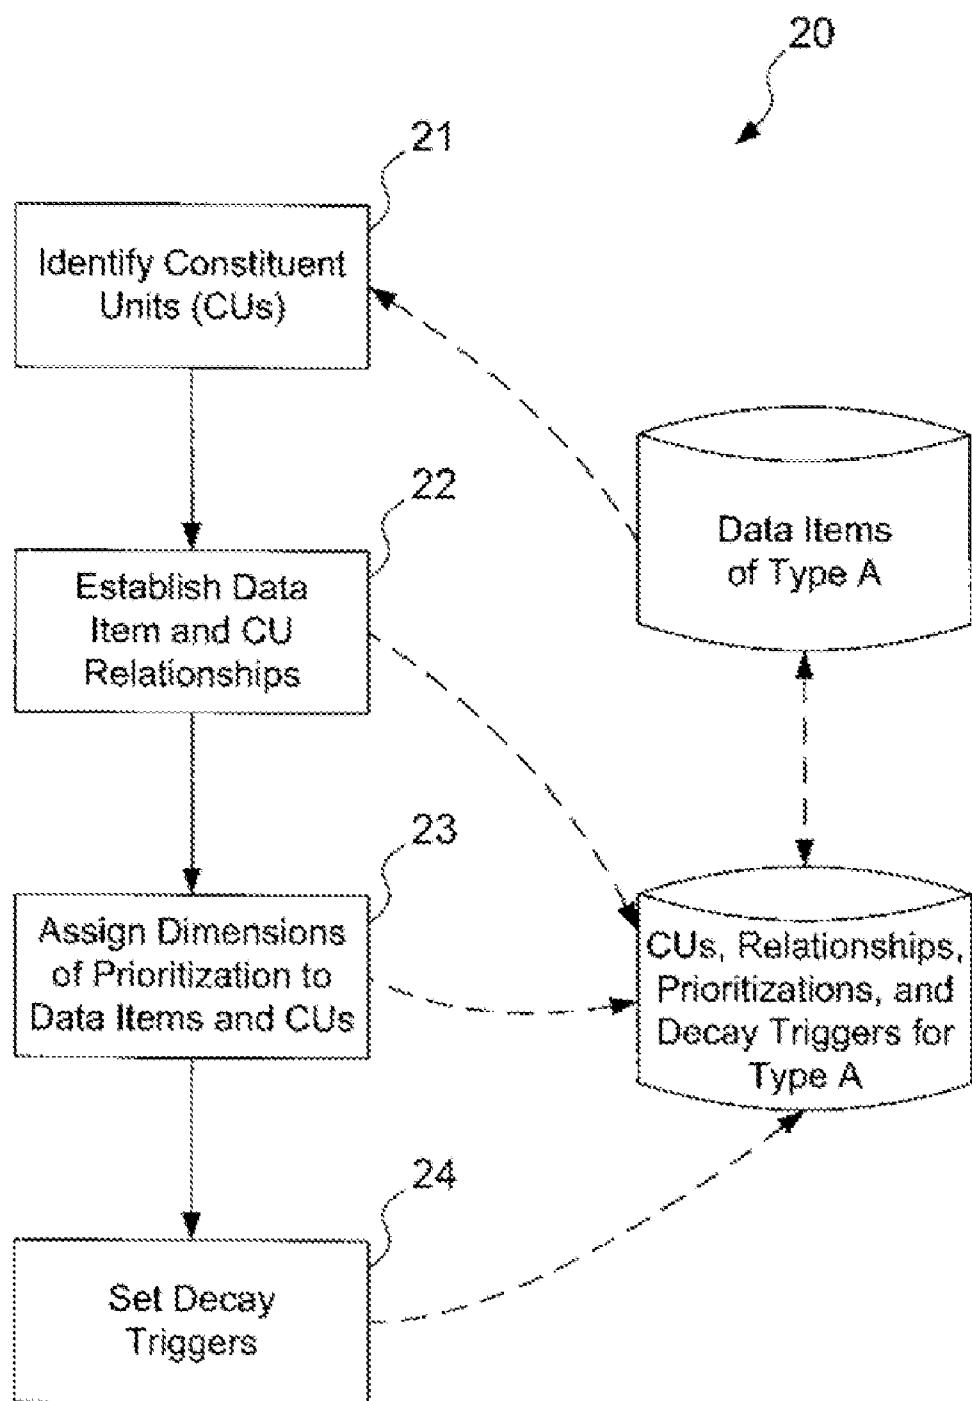 20
21
Identify Constituent
Units (CUs)
22
Establish Data
Item and CU
Relationships
Data Items
of Type A
23
Assign Dimensions
of Prioritization to
Data Items and CUs
CUs, Relationships,
Prioritizations, and
Decay Triggers for
Type A
24
Set Decay
Triggers